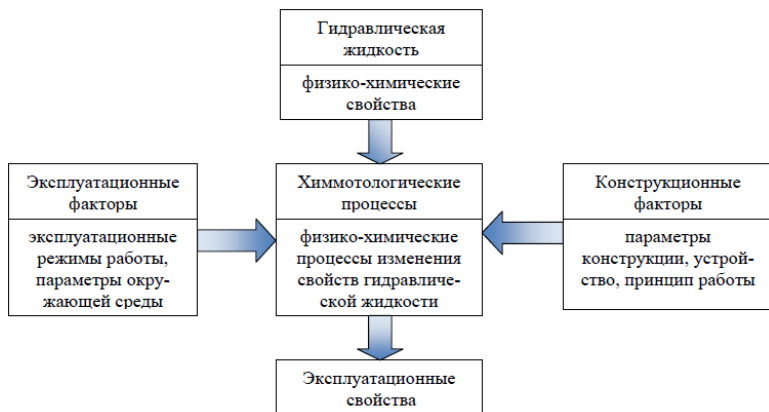 Гидравлическая
жидкость
физико-химические
свойства
Эксплуатационные
факторы
эксплуатационные
режимы работы,
параметры окру-
жающей среды
Химмотологические
процессы
физико-химические
процессы изменения
свойств гидравличе-
ской жидкости
Конструкционные
факторы
параметры
конструкции, устрой-
ство, принцип работы
Эксплуатационные
свойства